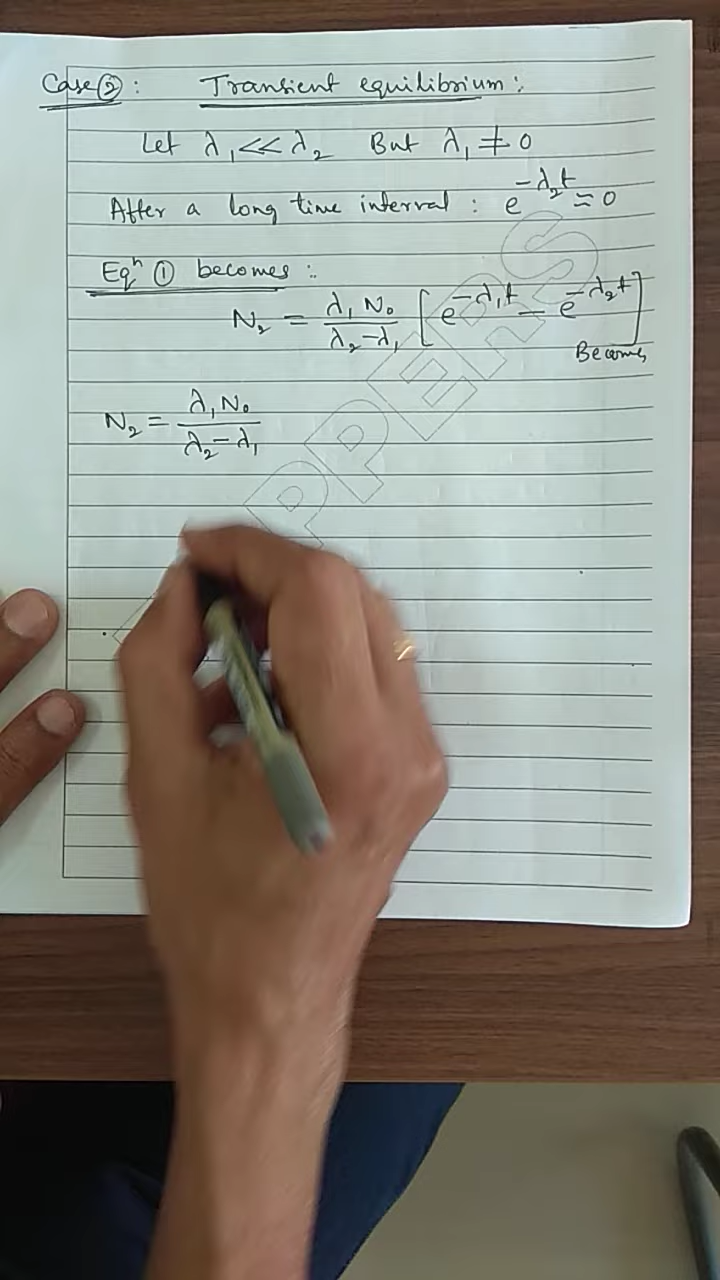 Case ② : Transient equilibrium :
Let λ₁ << λ₂ But λ₁ ≠ 0
After a long time interval : e^{-λ₂t} ≈ 0
Eqⁿ ① becomes :
N₂ = λ₁ N₀ / (λ₂ - λ₁) [e^{-λ₁t} - e^{-λ₂t}]
Becomes
N₂ = λ₁ N₀ / (λ₂ - λ₁)